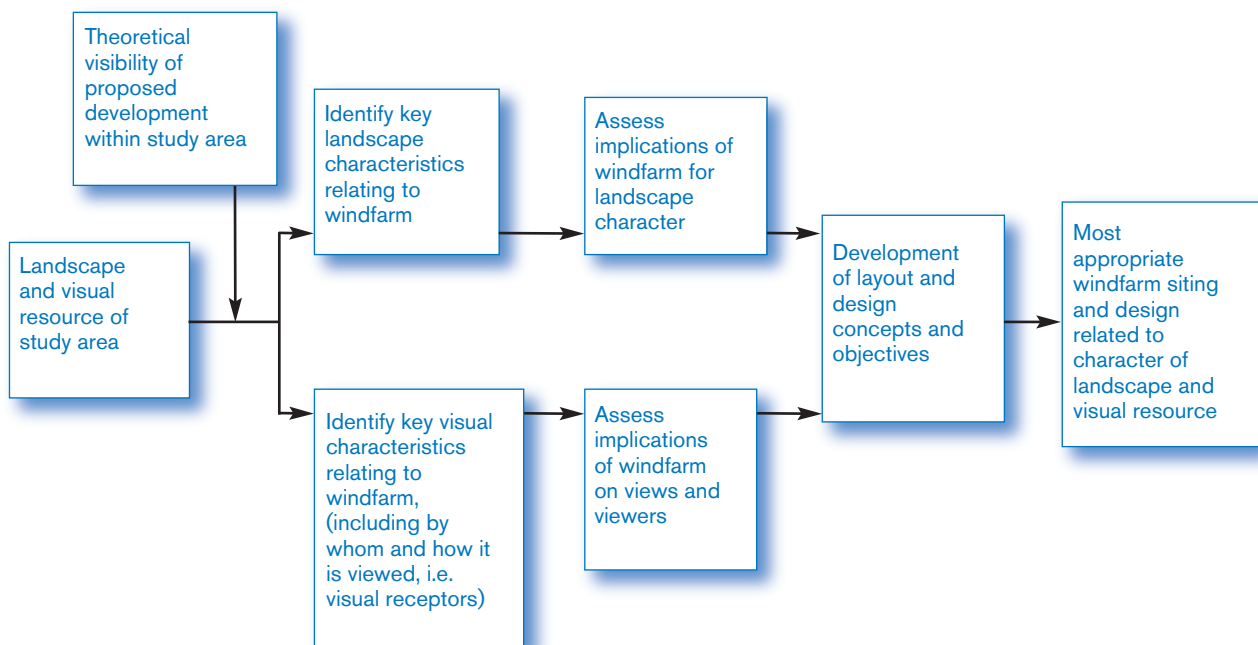 Theoretical
visibility of
proposed
development
within study area
Landscape
and visual
resource of
study area
Identify key
landscape
characteristics
relating to
windfarm
Assess
implications of
windfarm for
landscape
character
Identify key visual
characteristics
relating to
windfarm,
(including by
whom and how it
is viewed, i.e.
visual receptors)
Assess
implications
of windfarm
on views and
viewers
Development
of layout and
design
concepts and
objectives
Most
appropriate
windfarm siting
and design
related to
character of
landscape and
visual resource